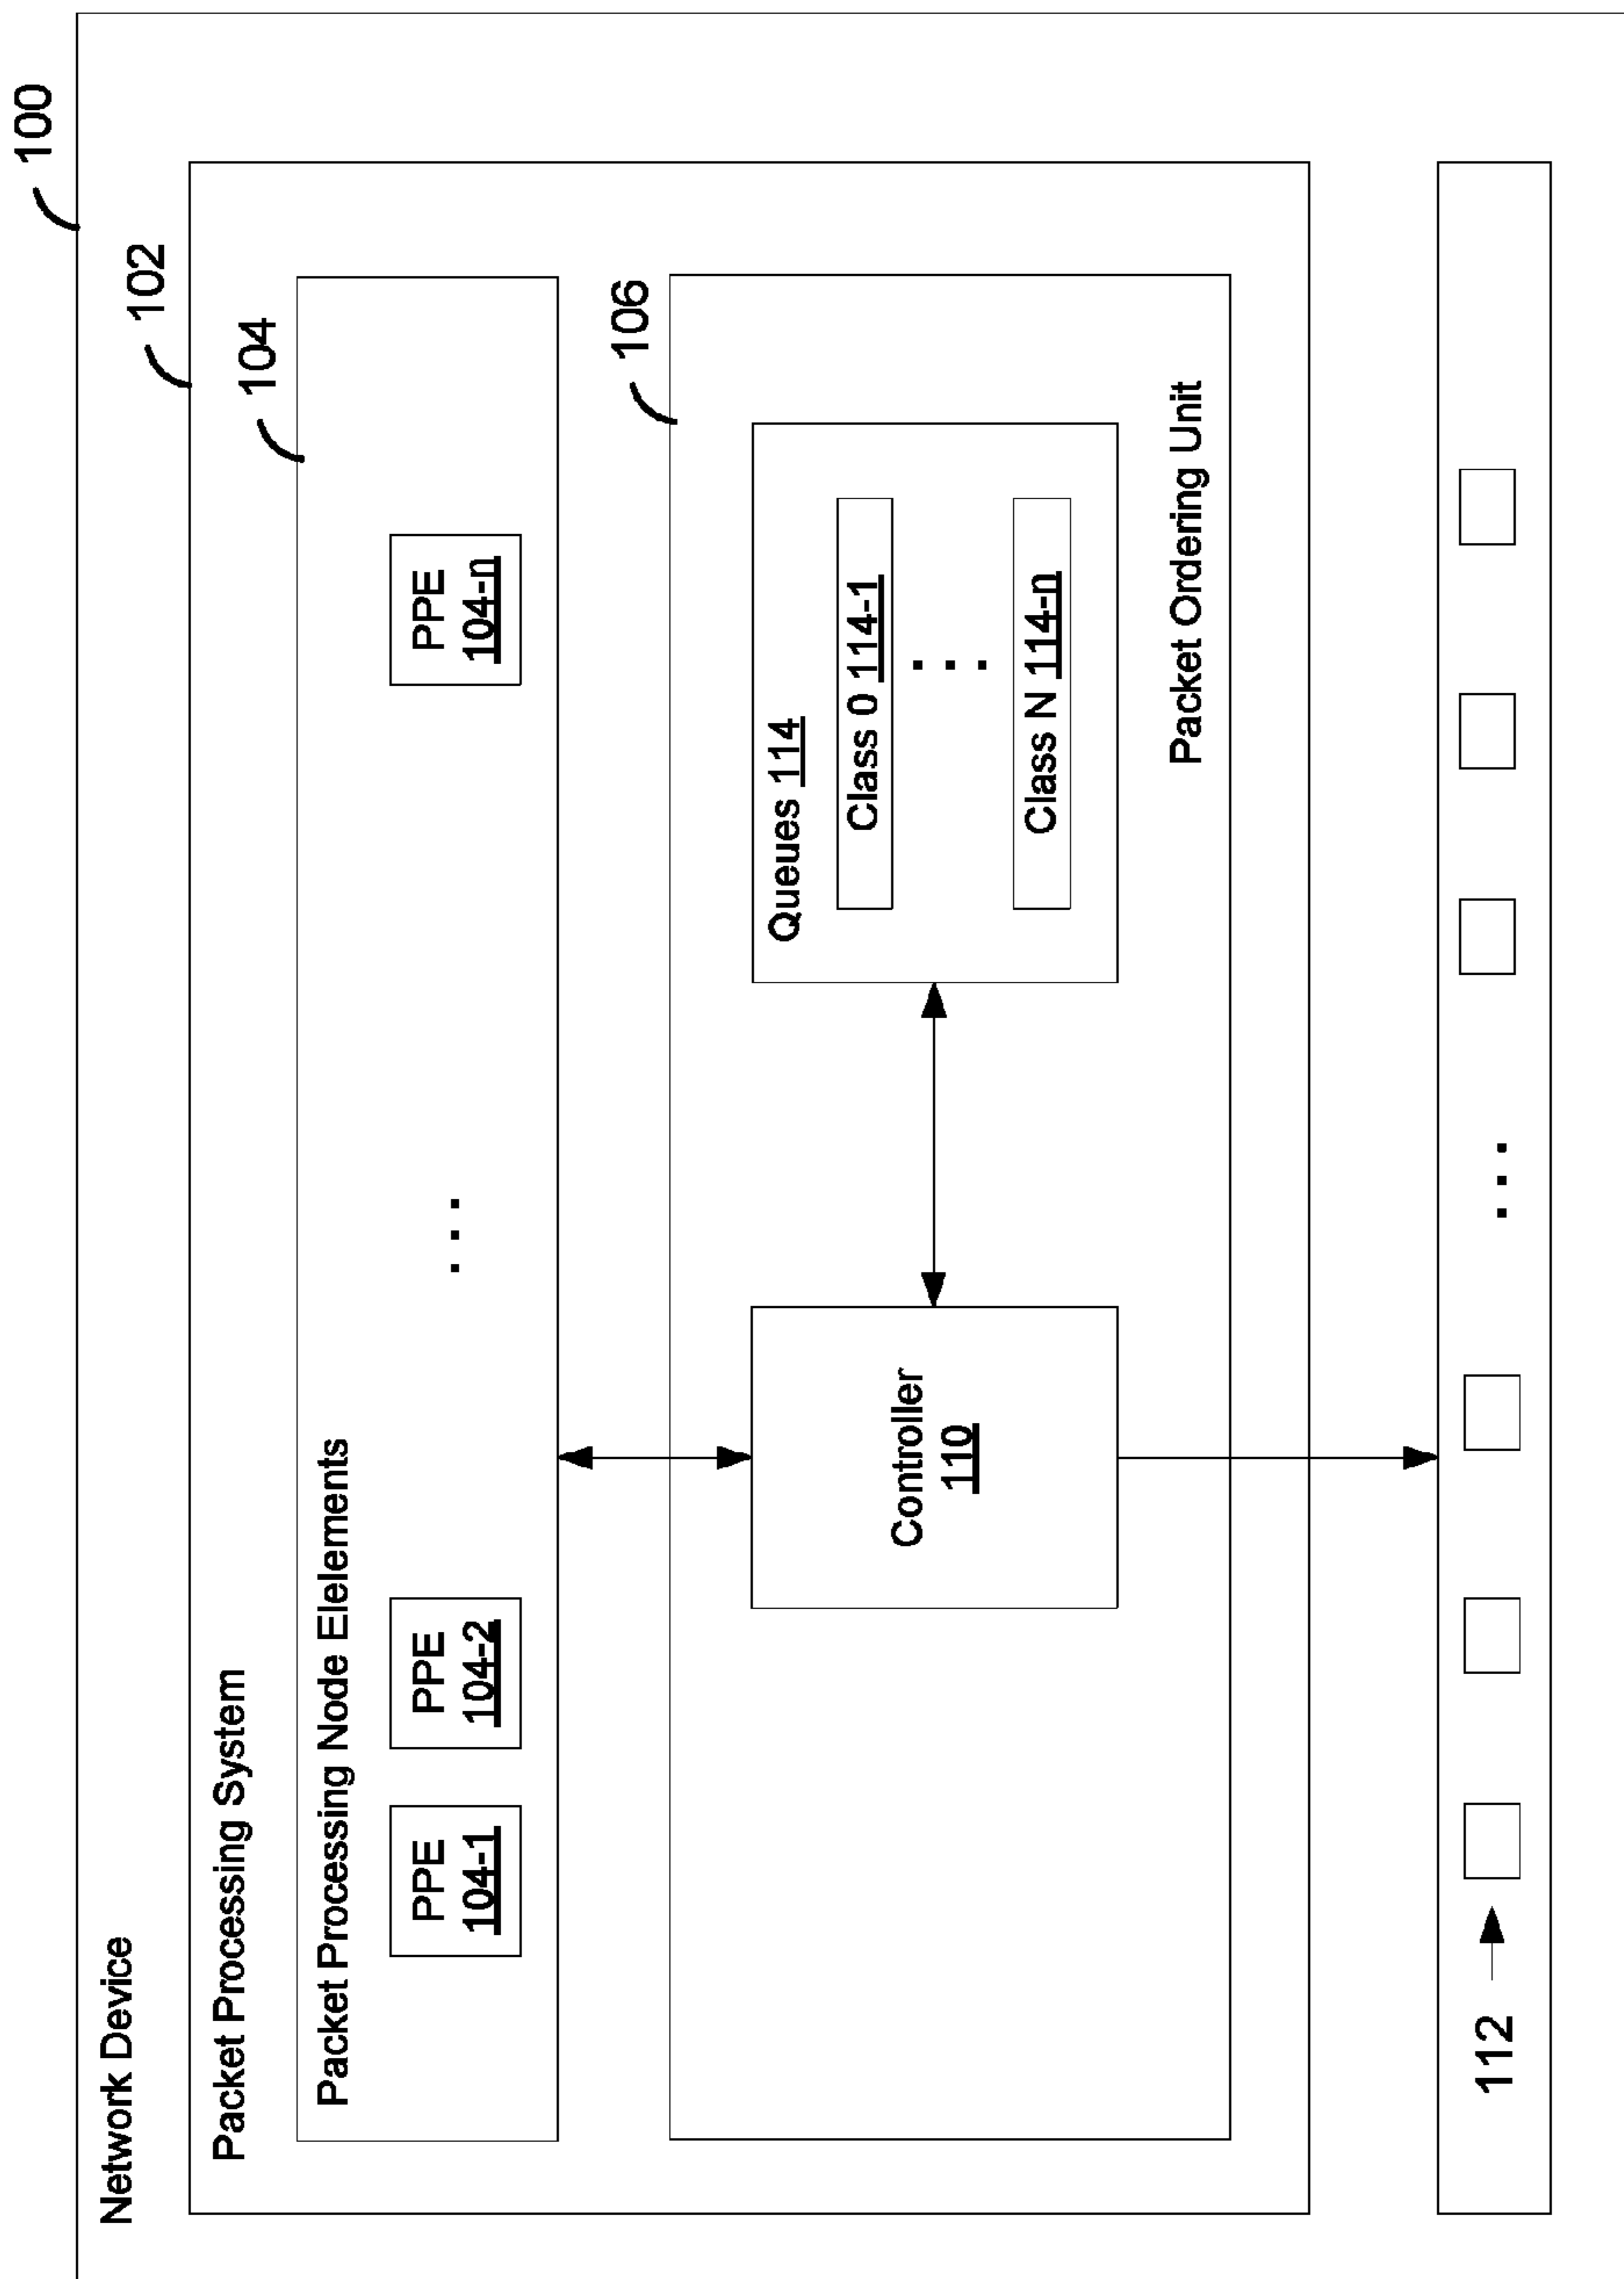 100
Network Device
102
Packet Processing System
104
Packet Processing Node Elelements
PPE
104-1
PPE
104-2
...
PPE
104-n
106
Controller
110
Queues 114
Class 0 114-1
...
Class N 114-n
Packet Ordering Unit
112
...